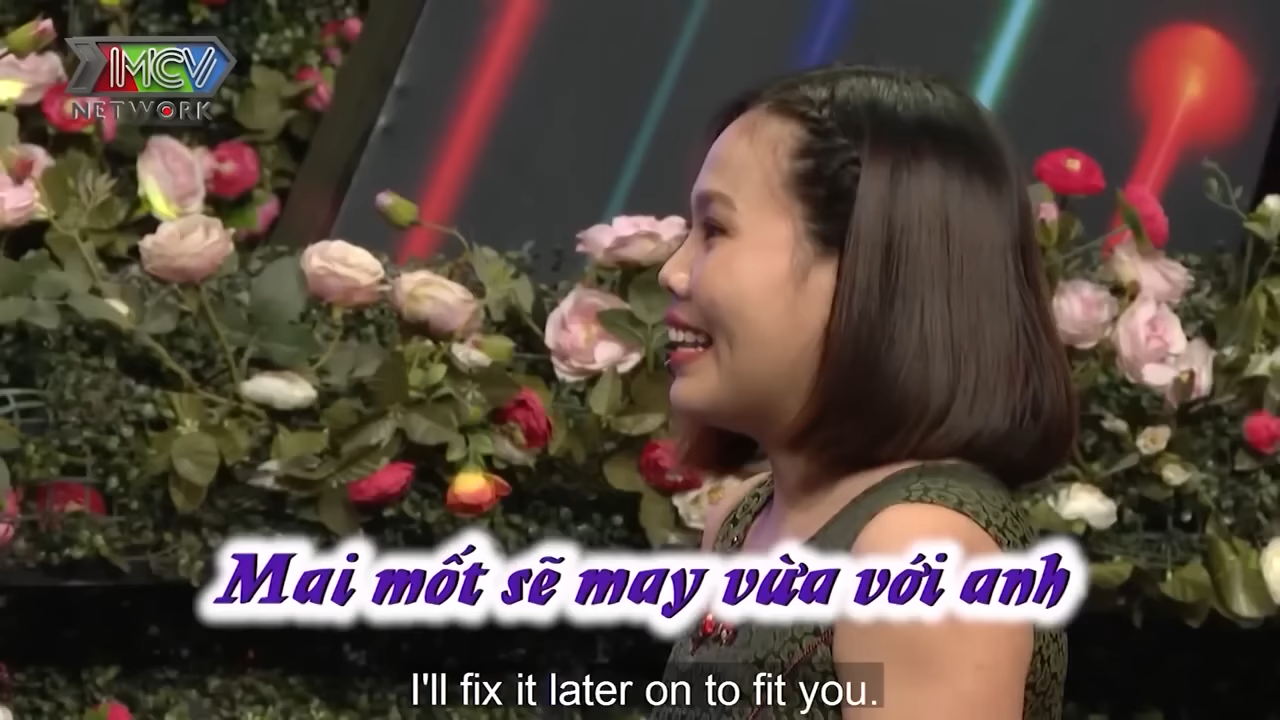 MCV
NETWORK
Mai mốt sẽ may vừa với anh
I'll fix it later on to fit you.